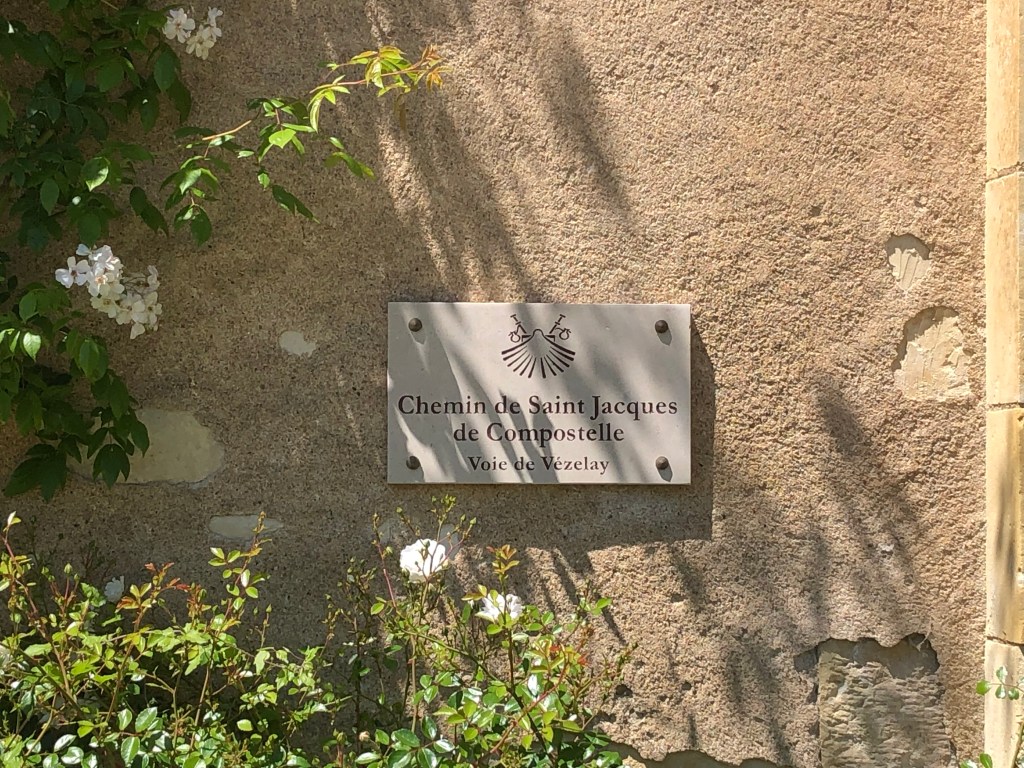 Chemin de Saint Jacques
de Compostelle
Voie de Vézelay